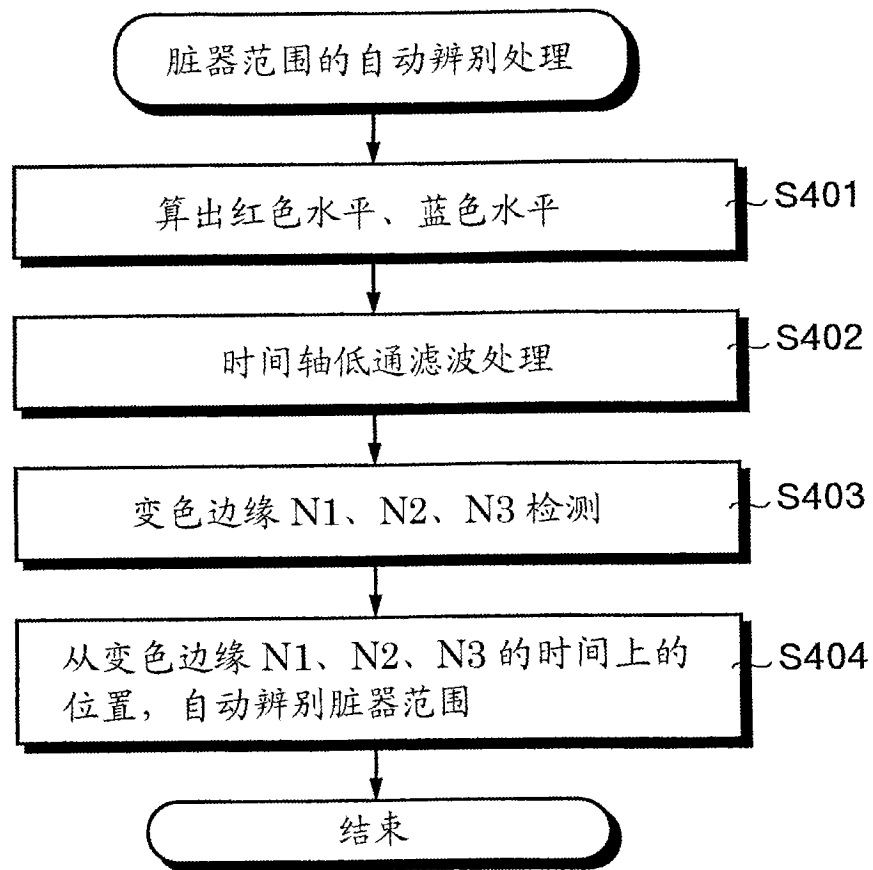 脏器范围的自动辨别处理
算出红色水平、蓝色水平
S401
时间轴低通滤波处理
S402
变色边缘 N1、N2、N3 检测
S403
从变色边缘 N1、N2、N3 的时间上的
位置，自动辨别脏器范围
S404
结束